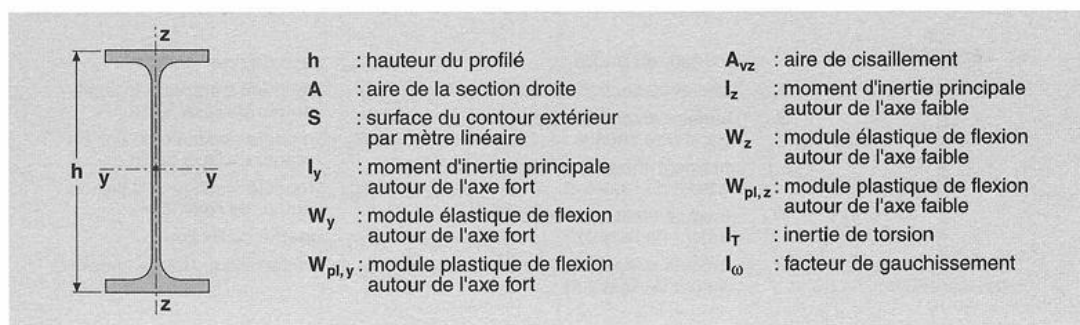 z
h
y
y
z
h : hauteur du profilé
A : aire de la section droite
S : surface du contour extérieur
par mètre linéaire
Iy : moment d'inertie principale
autour de l'axe fort
Wy : module élastique de flexion
autour de l'axe fort
Wpl, y : module plastique de flexion
autour de l'axe fort
Avz : aire de cisaillement
Iz : moment d'inertie principale
autour de l'axe faible
Wz : module élastique de flexion
autour de l'axe faible
Wpl, z : module plastique de flexion
autour de l'axe faible
IT : inertie de torsion
Iω : facteur de gauchissement